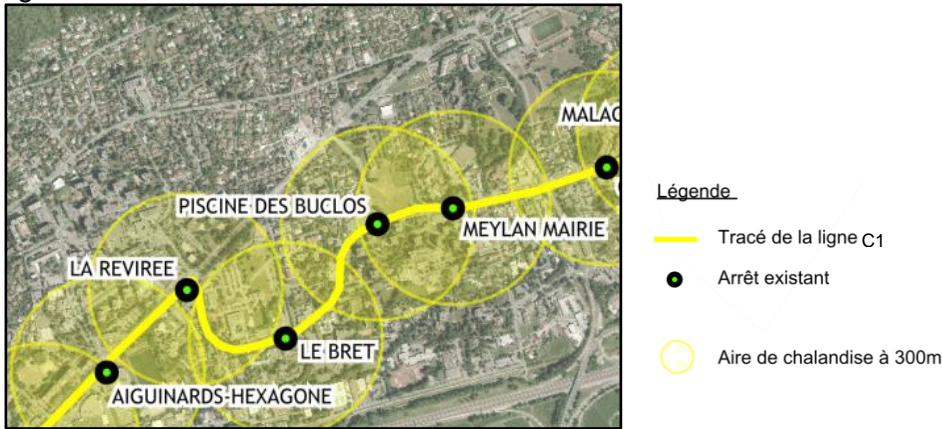 MALAC
PISCINE DES BUCLOS
MEYLAN MAIRIE
LA REVIREE
LE BRET
AIGUINARDS-HEXAGONE
Légende
Tracé de la ligne C1
Arrêt existant
Aire de chalandise à 300m